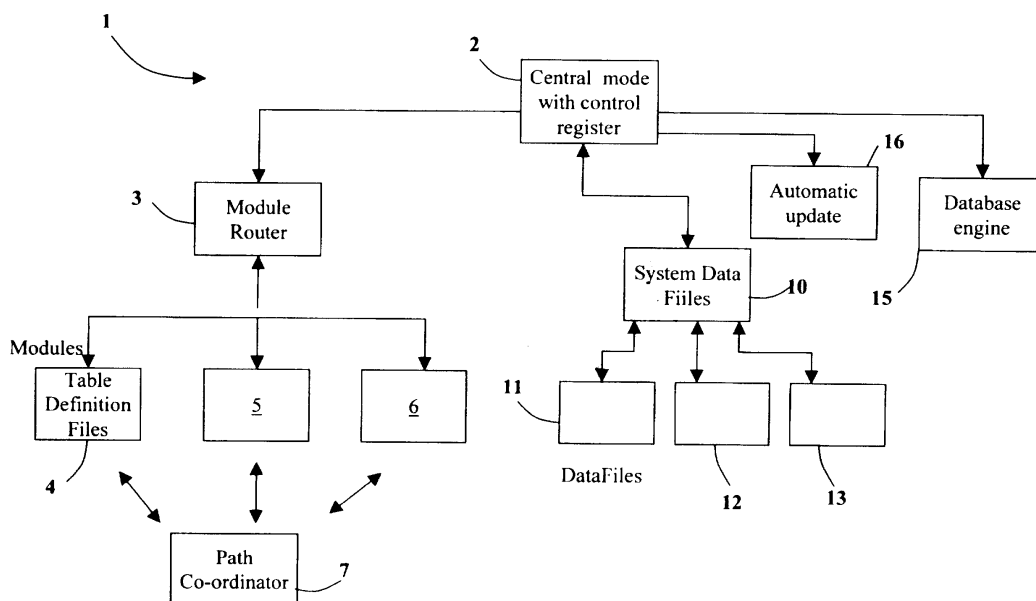 1
2
Central mode
with control
register
16
Automatic
update
Database
engine
15
3
Module
Router
System Data
Fiiles
10
Modules
Table
Definition
Files
4
5
6
11
DataFiles
12
13
Path
Co-ordinator
7